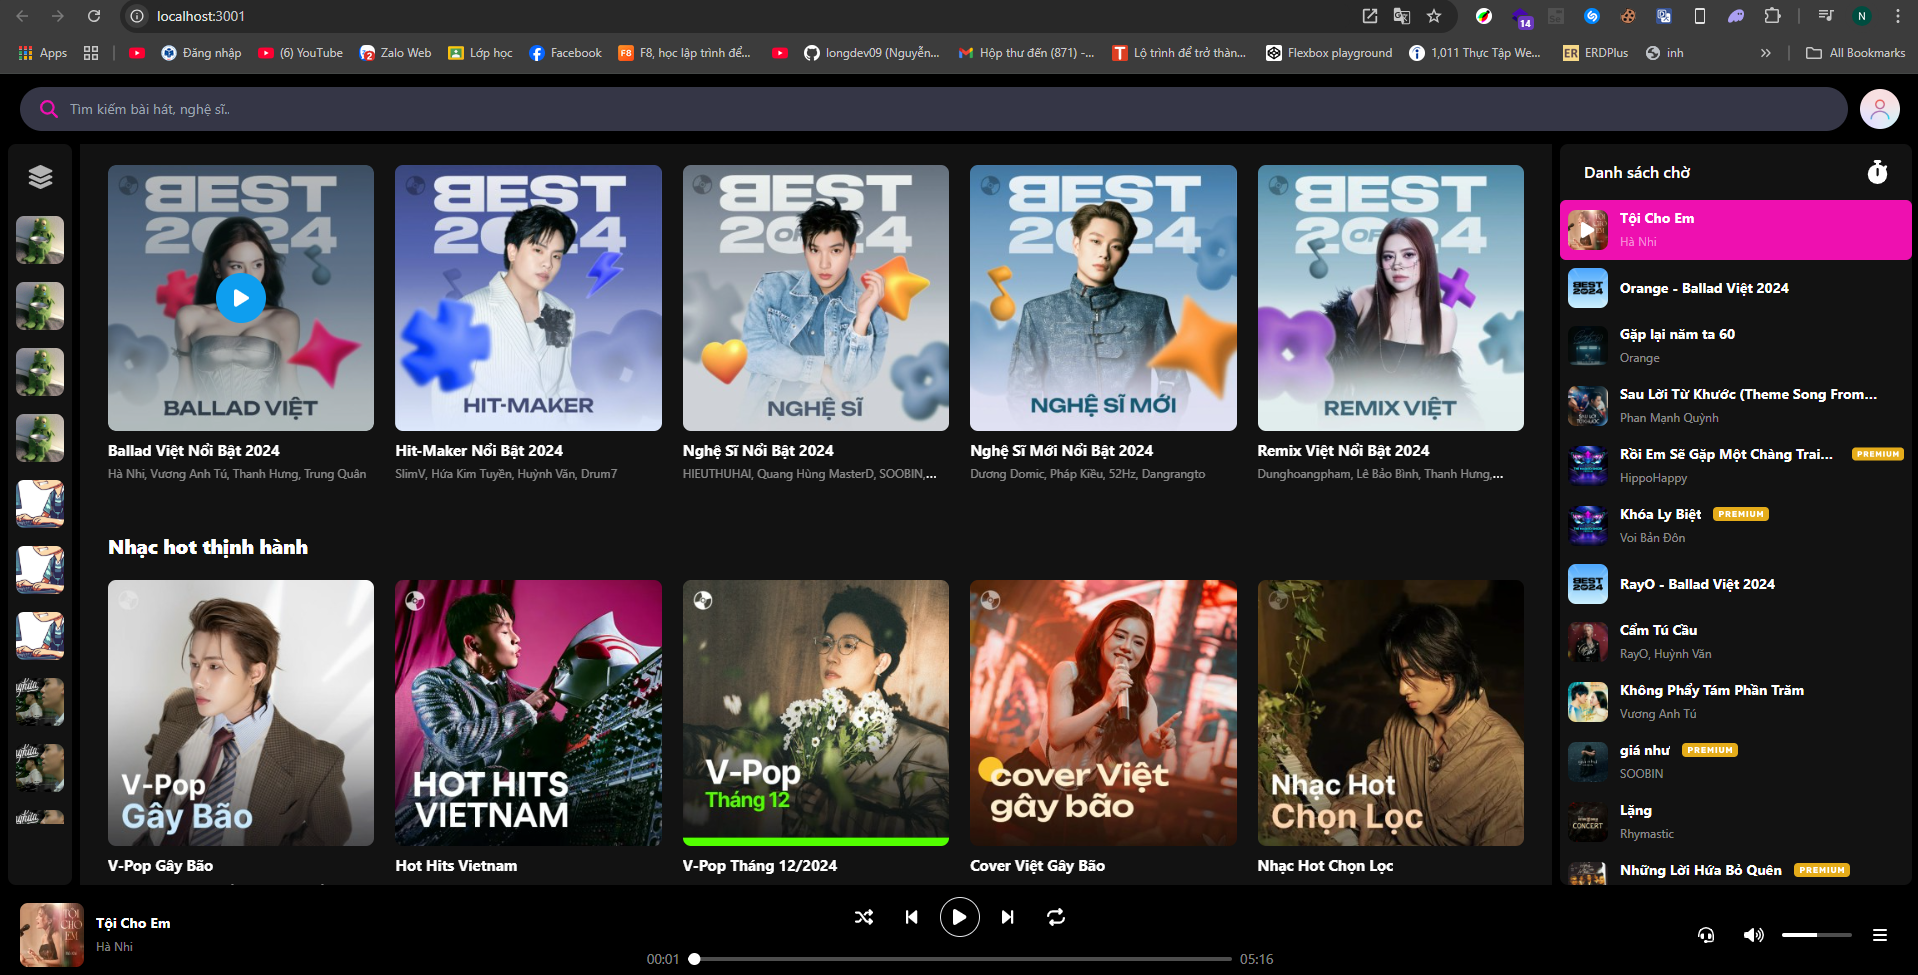 localhost:3001
14
Apps
Đăng nhập
(6) YouTube
Zalo Web
Lớp học
Facebook
F8, học lập trình để...
longdev09 (Nguyễn...
Hộp thư đến (871) -...
Lộ trình để trở thàn...
Flexbox playground
1,011 Thực Tập We...
ERDPlus
inh
All Bookmarks
Tìm kiếm bài hát, nghệ sĩ..
BEST
2024
BALLAD VIỆT
Ballad Việt Nổi Bật 2024
Hà Nhi, Vương Anh Tú, Thanh Hưng, Trung Quân
BEST
2024
HIT-MAKER
Hit-Maker Nổi Bật 2024
SlimV, Hứa Kim Tuyền, Huỳnh Văn, Drum7
BEST
OF
2024
NGHỆ SĨ
Nghệ Sĩ Nổi Bật 2024
HIEUTHUHAI, Quang Hùng MasterD, SOOBIN,...
BEST
2024
NGHỆ SĨ MỚI
Nghệ Sĩ Mới Nổi Bật 2024
Dương Domic, Pháp Kiều, 52Hz, Dangrangto
BEST
OF
2024
REMIX VIỆT
Remix Việt Nổi Bật 2024
Dunghoangpham, Lê Bảo Bình, Thanh Hưng,...
Nhạc hot thịnh hành
V-Pop
Gây Bão
V-Pop Gây Bão
HOT HITS
VIETNAM
Hot Hits Vietnam
V-Pop
Tháng 12
V-Pop Tháng 12/2024
cover Việt
gây bão
Cover Việt Gây Bão
Nhạc Hot
Chọn Lọc
Nhạc Hot Chọn Lọc
Danh sách chờ
Tội Cho Em
Hà Nhi
BEST
2024
Orange - Ballad Việt 2024
Gặp lại năm ta 60
Orange
Sau Lời Từ Khước (Theme Song From...
Phan Mạnh Quỳnh
Rồi Em Sẽ Gặp Một Chàng Trai...
PREMIUM
HippoHappy
Khóa Ly Biệt
PREMIUM
Voi Bản Đôn
BEST
2024
RayO - Ballad Việt 2024
Cẩm Tú Cầu
RayO, Huỳnh Văn
Không Phẩy Tám Phần Trăm
Vương Anh Tú
giá như
PREMIUM
SOOBIN
Lặng
Rhymastic
CONCERT
Những Lời Hứa Bỏ Quên
PREMIUM
TỘI
CHO
EM
Tội Cho Em
Hà Nhi
00:01
05:16